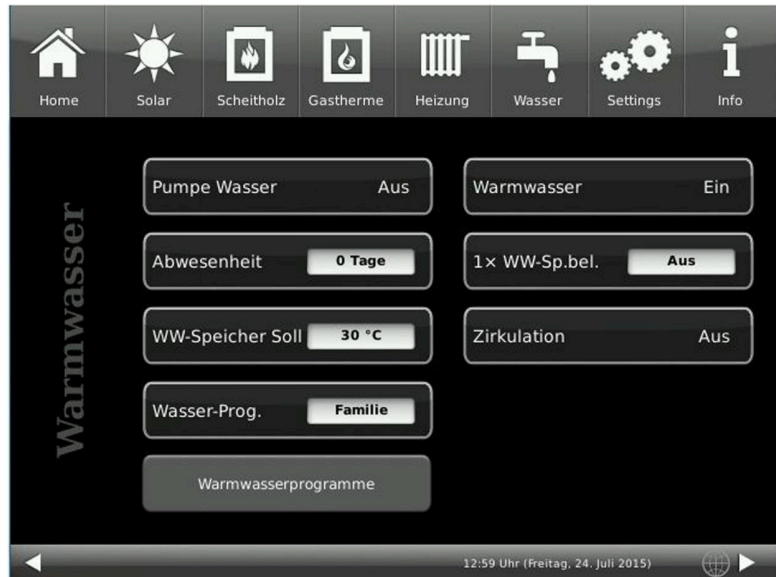 Home Solar Scheitholz Gastherme Heizung Wasser Settings Info
Warmwasser
Pumpe Wasser Aus
Warmwasser Ein
Abwesenheit 0 Tage
1× WW-Sp.bel. Aus
WW-Speicher Soll 30 °C
Zirkulation Aus
Wasser-Prog. Familie
Warmwasserprogramme
12:59 Uhr (Freitag, 24. Juli 2015)